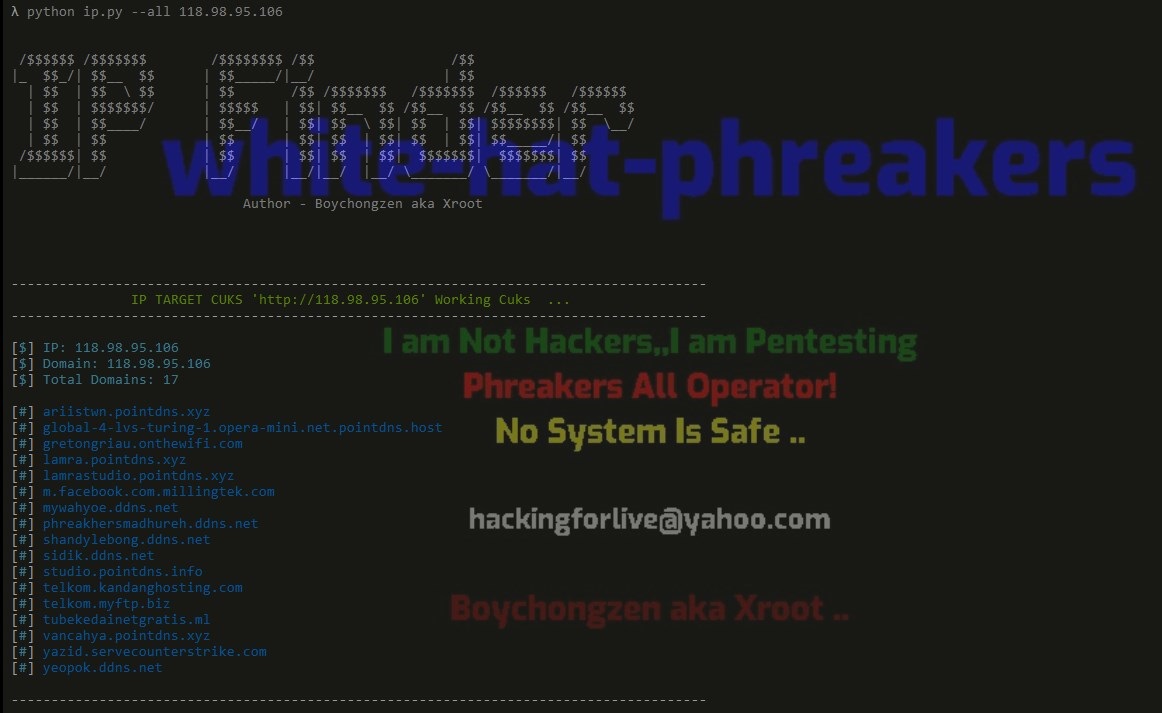 λ python ip.py --all 118.98.95.106
IP Finder
white-hat-phreakers
Author - Boychongzen aka Xroot
IP TARGET CUKS 'http://118.98.95.106' Working Cuks ...
I am Not Hackers,,I am Pentesting
[$] IP: 118.98.95.106
[$] Domain: 118.98.95.106
[$] Total Domains: 17
Phreakers All Operator!
No System Is Safe ..
[#] ariistwn.pointdns.xyz
[#] global-4-lvs-turing-1.opera-mini.net.pointdns.host
[#] gretongriau.onthewifi.com
[#] lamra.pointdns.xyz
[#] lamrastudio.pointdns.xyz
[#] m.facebook.com.millingtek.com
[#] mywahyoe.ddns.net
[#] phreakhersmadhureh.ddns.net
[#] shandylebong.ddns.net
[#] sidik.ddns.net
[#] studio.pointdns.info
[#] telkom.kandanghosting.com
[#] telkom.myftp.biz
[#] tubekedainetgratis.ml
[#] vancahya.pointdns.xyz
[#] yazid.servecounterstrike.com
[#] yeopok.ddns.net
hackingforlive@yahoo.com
Boychongzen aka Xroot ..